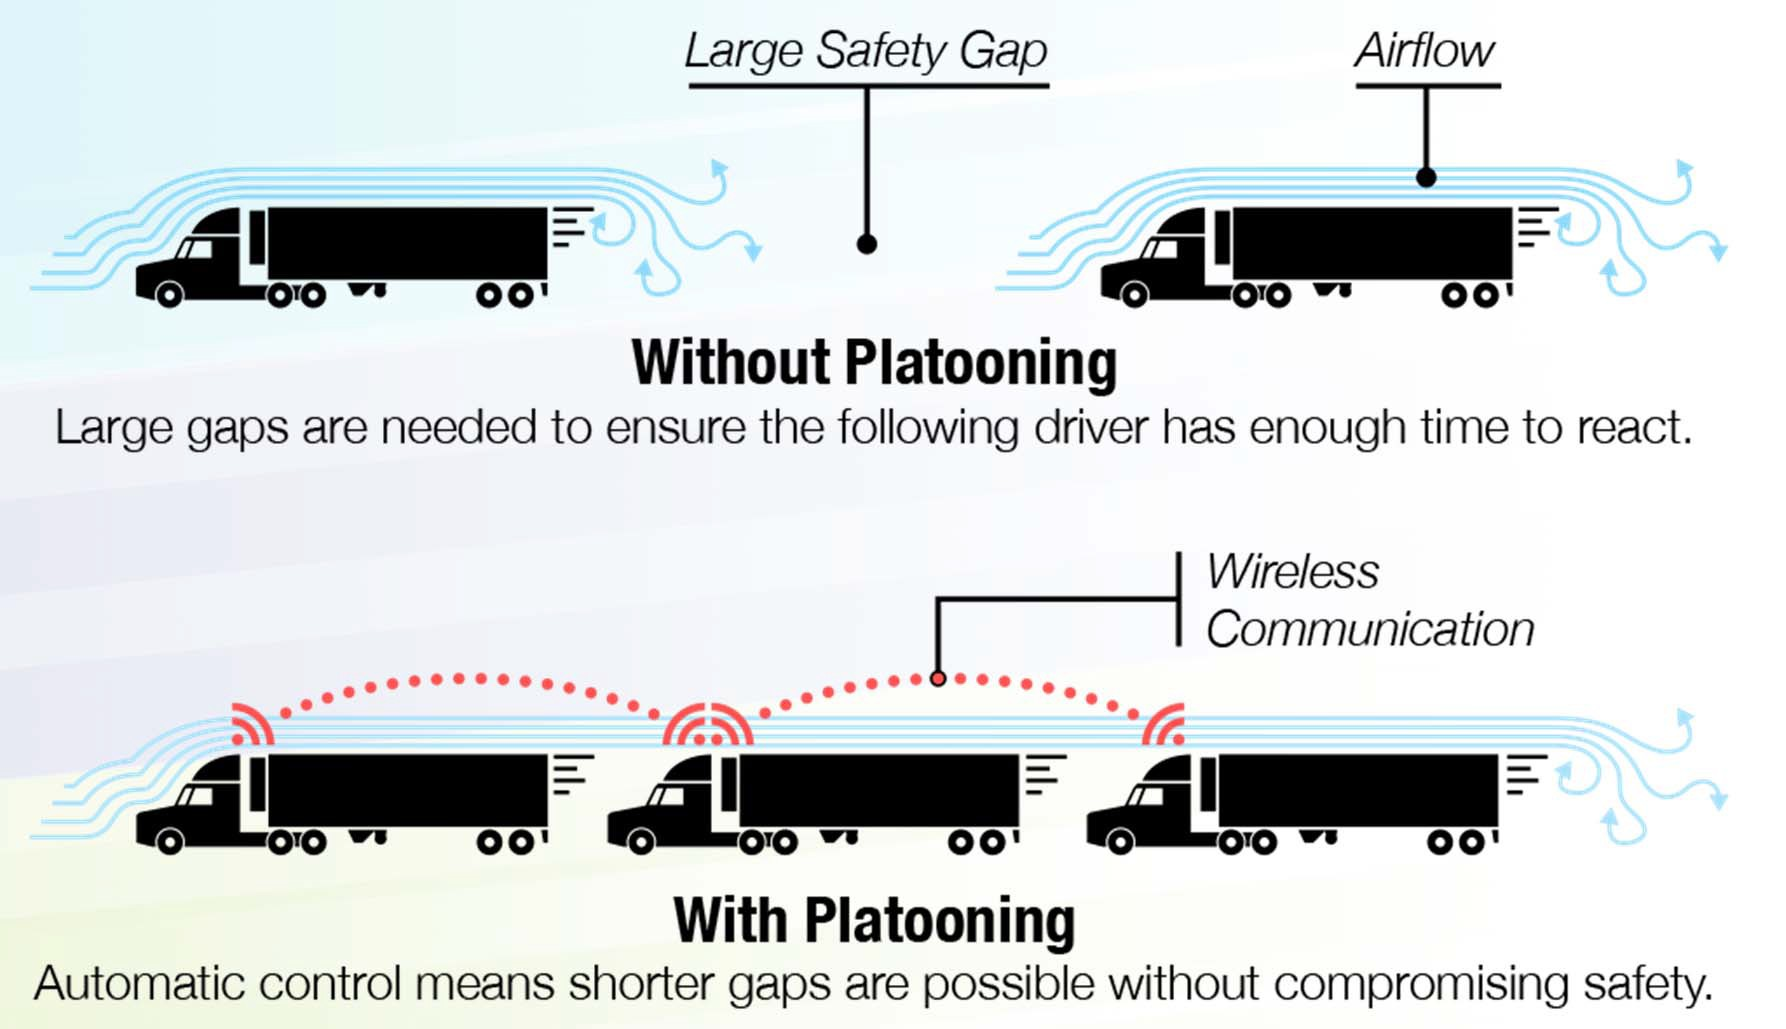 Large Safety Gap
Airflow
Without Platooning
Large gaps are needed to ensure the following driver has enough time to react.
Wireless
Communication
With Platooning
Automatic control means shorter gaps are possible without compromising safety.